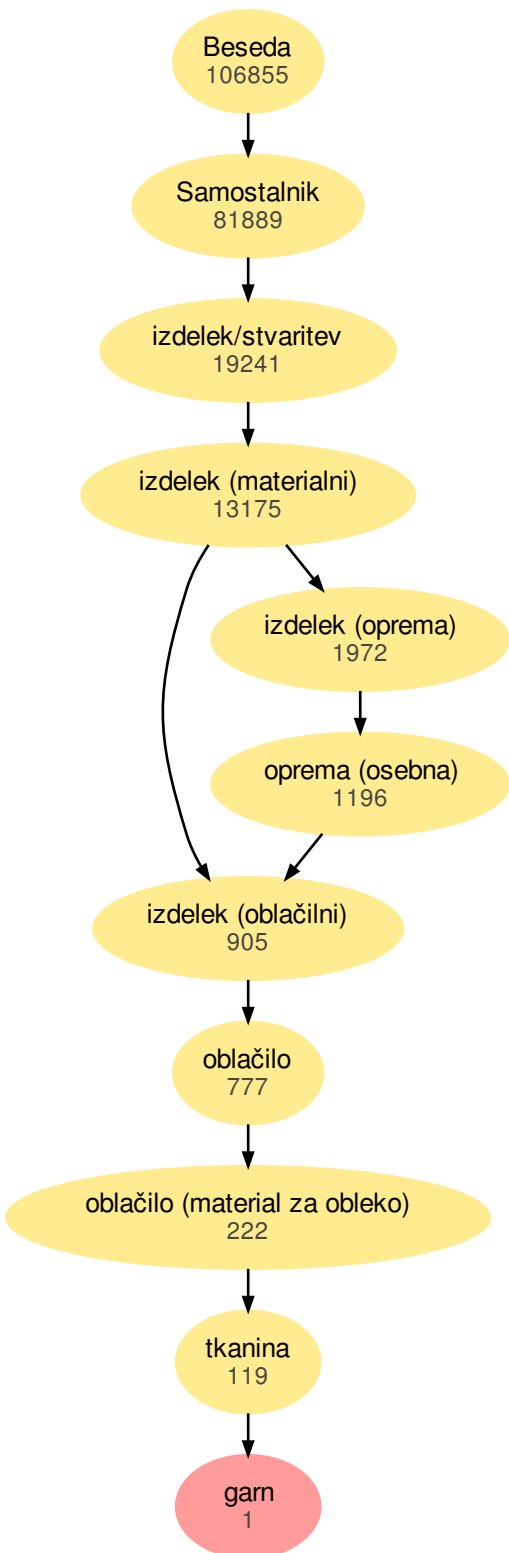 Beseda
106855
Samostalnik
81889
izdelek/stvaritev
19241
izdelek (materialni)
13175
izdelek (oprema)
1972
oprema (osebna)
1196
izdelek (oblačilni)
905
oblačilo
777
oblačilo (material za obleko)
222
tkanina
119
garn
1